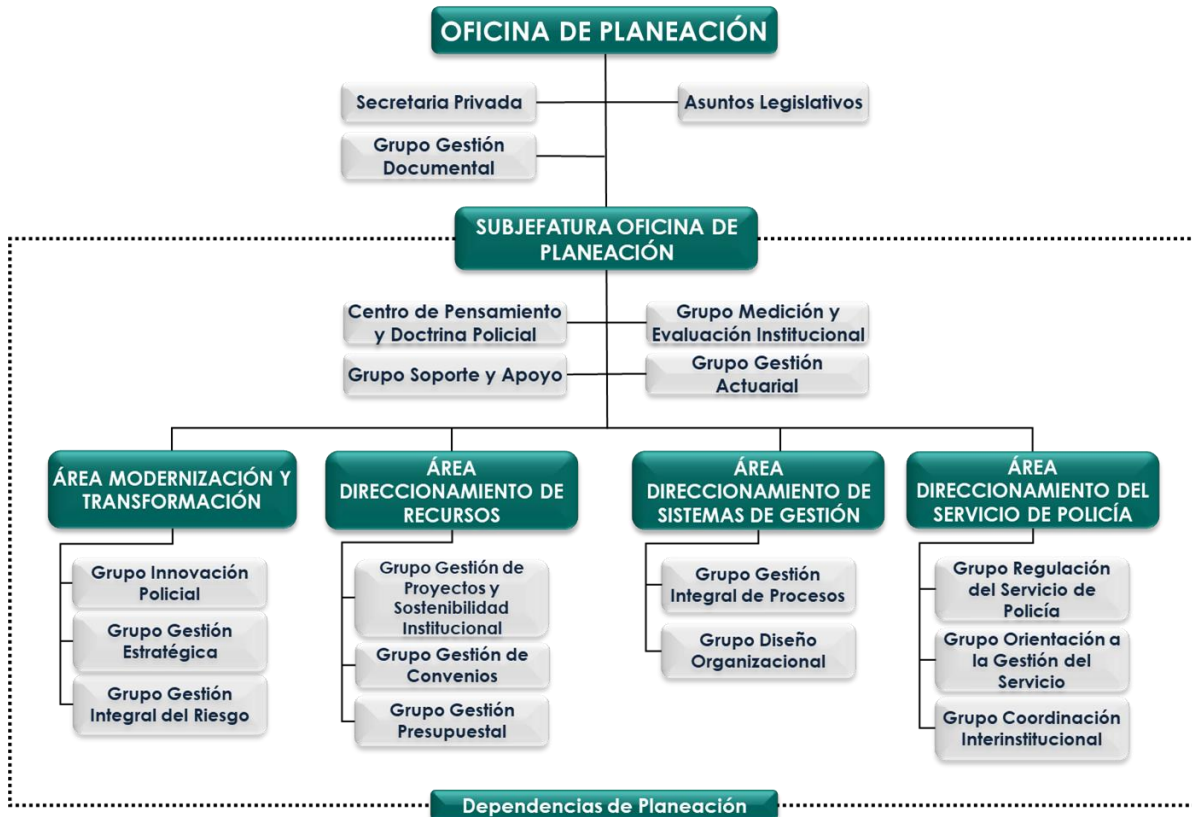 OFICINA DE PLANEACIÓN
Secretaria Privada
Asuntos Legislativos
Grupo Gestión
Documental
SUBJEFATURA OFICINA DE
PLANEACIÓN
Centro de Pensamiento
y Doctrina Policial
Grupo Medición y
Evaluación Institucional
Grupo Soporte y Apoyo
Grupo Gestión
Actuarial
ÁREA MODERNIZACIÓN Y
TRANSFORMACIÓN
Grupo Innovación
Policial
Grupo Gestión
Estratégica
Grupo Gestión
Integral del Riesgo
ÁREA
DIRECCIONAMIENTO DE
RECURSOS
Grupo Gestión de
Proyectos y
Sostenibilidad
Institucional
Grupo Gestión de
Convenios
Grupo Gestión
Presupuestal
ÁREA
DIRECCIONAMIENTO DE
SISTEMAS DE GESTIÓN
Grupo Gestión
Integral de Procesos
Grupo Diseño
Organizacional
ÁREA
DIRECCIONAMIENTO DEL
SERVICIO DE POLICÍA
Grupo Regulación
del Servicio de
Policía
Grupo Orientación a
la Gestión del
Servicio
Grupo Coordinación
Interinstitucional
Dependencias de Planeación